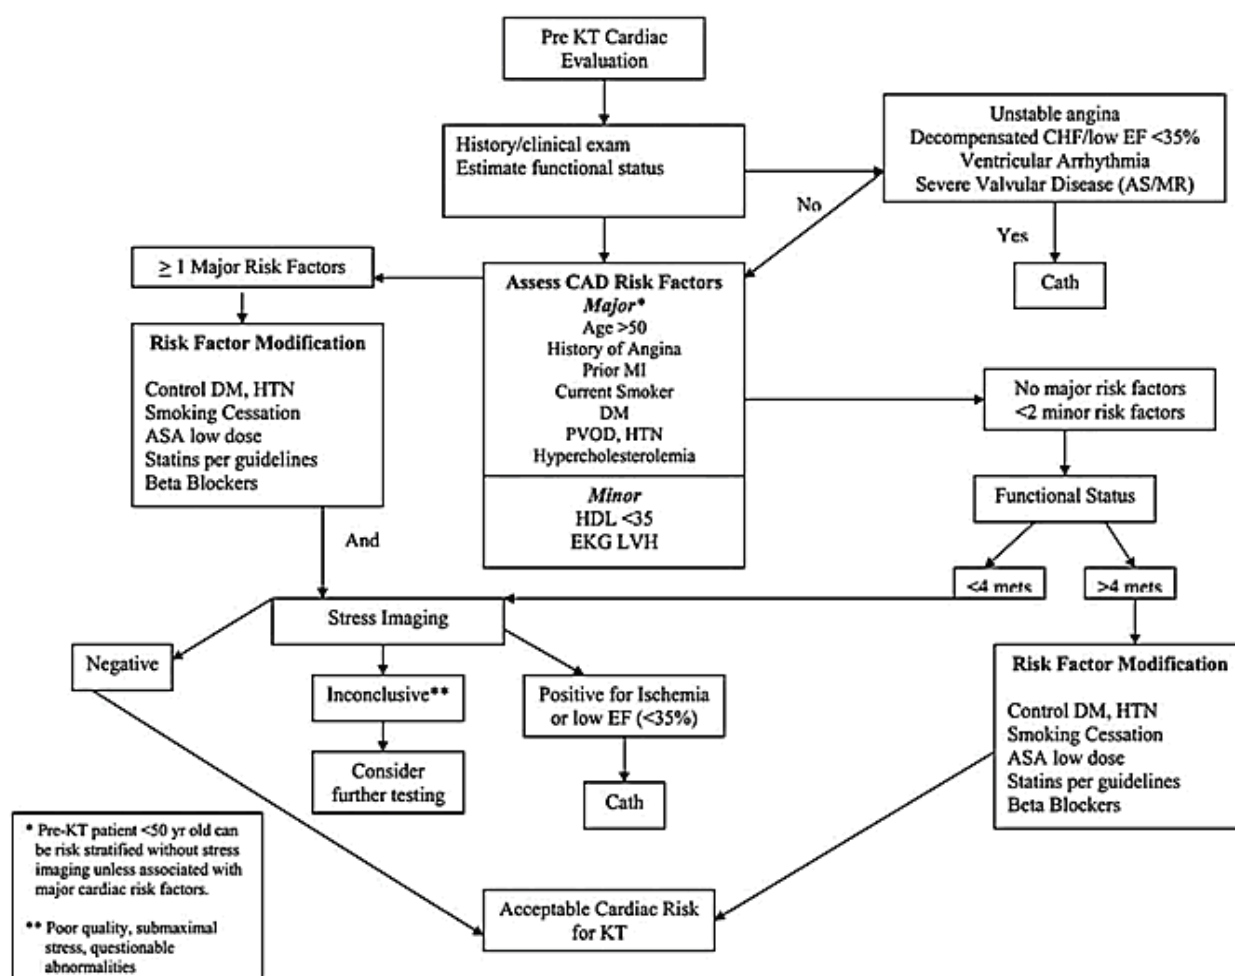 Pre KT Cardiac
Evaluation
History/clinical exam
Estimate functional status
Unstable angina
Decompensated CHF/low EF <35%
Ventricular Arrhythmia
Severe Valvular Disease (AS/MR)
No
Yes
Cath
≥ 1 Major Risk Factors
Assess CAD Risk Factors
Major*
Age >50
History of Angina
Prior MI
Current Smoker
DM
PVOD, HTN
Hypercholesterolemia
Minor
HDL <35
EKG LVH
Risk Factor Modification
Control DM, HTN
Smoking Cessation
ASA low dose
Statins per guidelines
Beta Blockers
And
No major risk factors
<2 minor risk factors
Functional Status
<4 mets
>4 mets
Stress Imaging
Negative
Inconclusive**
Positive for Ischemia
or low EF (<35%)
Consider
further testing
Cath
Risk Factor Modification
Control DM, HTN
Smoking Cessation
ASA low dose
Statins per guidelines
Beta Blockers
* Pre-KT patient <50 yr old can
be risk stratified without stress
imaging unless associated with
major cardiac risk factors.
** Poor quality, submaximal
stress, questionable
abnormalities
Acceptable Cardiac Risk
for KT